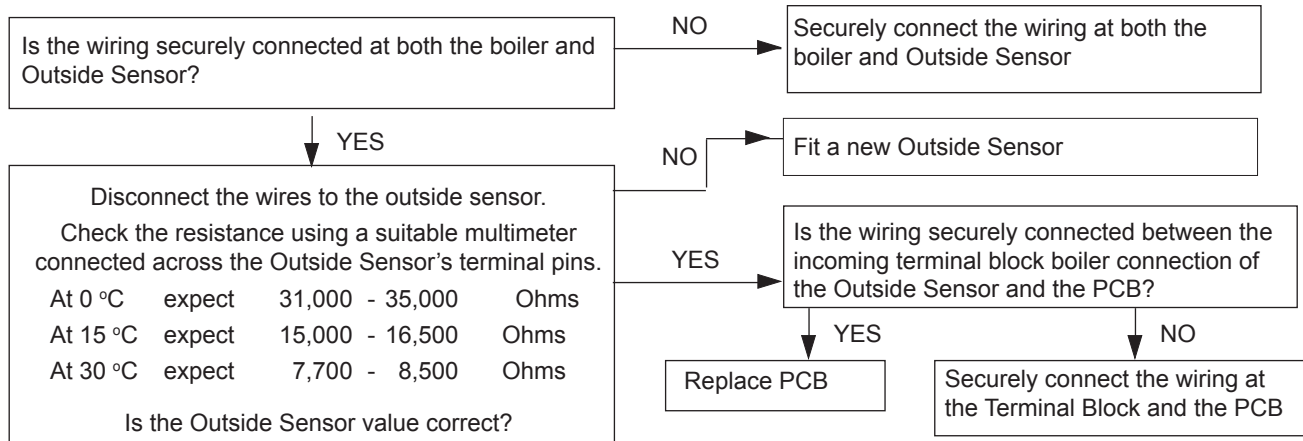 Is the wiring securely connected at both the boiler and
Outside Sensor?
NO
Securely connect the wiring at both the
boiler and Outside Sensor
YES
Disconnect the wires to the outside sensor.
Check the resistance using a suitable multimeter
connected across the Outside Sensor's terminal pins.
At 0 °C expect 31,000 - 35,000 Ohms
At 15 °C expect 15,000 - 16,500 Ohms
At 30 °C expect 7,700 - 8,500 Ohms
Is the Outside Sensor value correct?
NO
Fit a new Outside Sensor
YES
Is the wiring securely connected between the
incoming terminal block boiler connection of
the Outside Sensor and the PCB?
YES
Replace PCB
NO
Securely connect the wiring at
the Terminal Block and the PCB